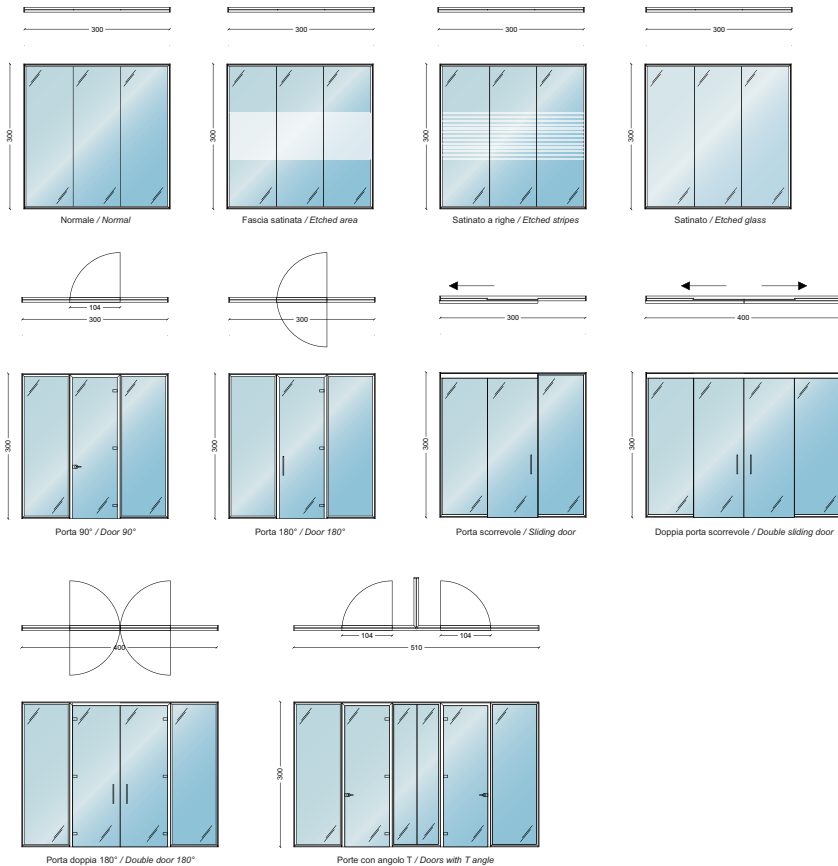 300 300 300 300
300 300 300 300
Normale / Normal Fascia satinata / Etched area Satinato a righe / Etched stripes Satinato / Etched glass
104
300 300 300 400
300 300 300 300
Porta 90° / Door 90° Porta 180° / Door 180° Porta scorrevole / Sliding door Doppia porta scorrevole / Double sliding door
104 104
400 510
300
Porta doppia 180° / Double door 180° Porte con angolo T / Doors with T angle